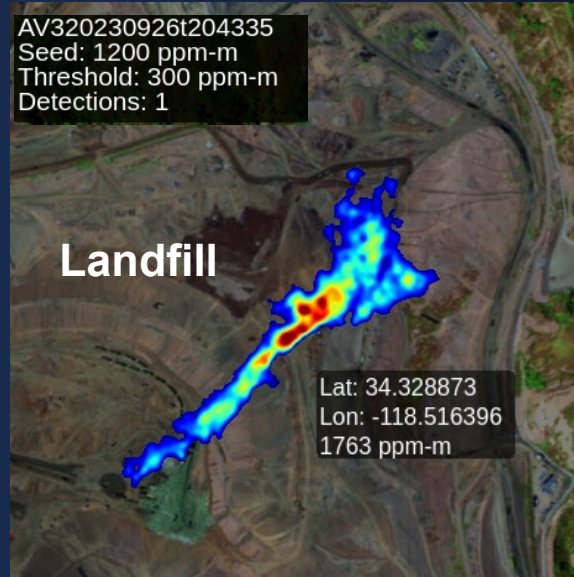 AV320230926t204335
Seed: 1200 ppm-m
Threshold: 300 ppm-m
Detections: 1
Landfill
Lat: 34.328873
Lon: -118.516396
1763 ppm-m